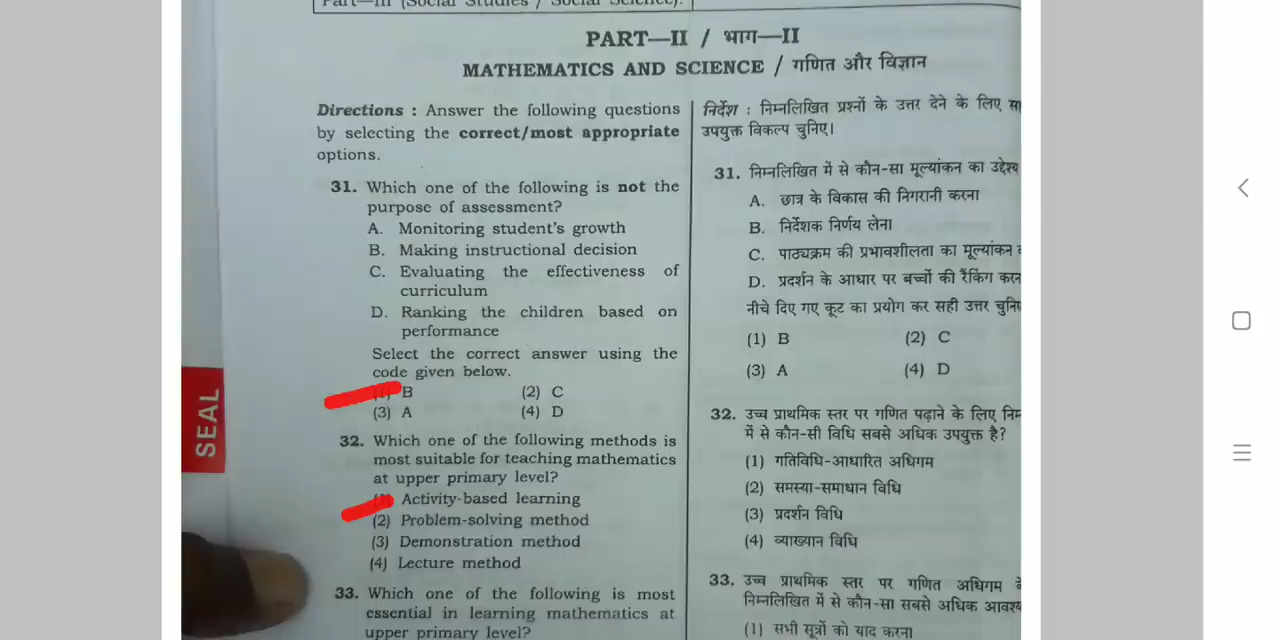 Part—III (Social Studies / Social Science).
PART—II / भाग—II
MATHEMATICS AND SCIENCE / गणित और विज्ञान
Directions : Answer the following questions
by selecting the correct/most appropriate
options.
31. Which one of the following is not the
purpose of assessment?
A. Monitoring student's growth
B. Making instructional decision
C. Evaluating the effectiveness of
curriculum
D. Ranking the children based on
performance
Select the correct answer using the
code given below.
(1) B (2) C
(3) A (4) D
32. Which one of the following methods is
most suitable for teaching mathematics
at upper primary level?
(1) Activity-based learning
(2) Problem-solving method
(3) Demonstration method
(4) Lecture method
33. Which one of the following is most
essential in learning mathematics at
upper primary level?
निर्देश : निम्नलिखित प्रश्नों के उत्तर देने के लिए
उपयुक्त विकल्प चुनिए।
31. निम्नलिखित में से कौन-सा मूल्यांकन का उद्देश्य
A. छात्र के विकास की निगरानी करना
B. निर्देशक निर्णय लेना
C. पाठ्यक्रम की प्रभावशीलता का मूल्यांकन
D. प्रदर्शन के आधार पर बच्चों की रैंकिंग
नीचे दिए गए कूट का प्रयोग कर सही उत्तर
(1) B (2) C
(3) A (4) D
32. उच्च प्राथमिक स्तर पर गणित पढ़ाने के लिए
में से कौन-सी विधि सबसे अधिक उपयुक्त है?
(1) गतिविधि-आधारित अधिगम
(2) समस्या-समाधान विधि
(3) प्रदर्शन विधि
(4) व्याख्यान विधि
33. उच्च प्राथमिक स्तर पर गणित अधिगम
निम्नलिखित में से कौन-सा सबसे अधिक
(1) सभी सूत्रों को याद करना
SEAL